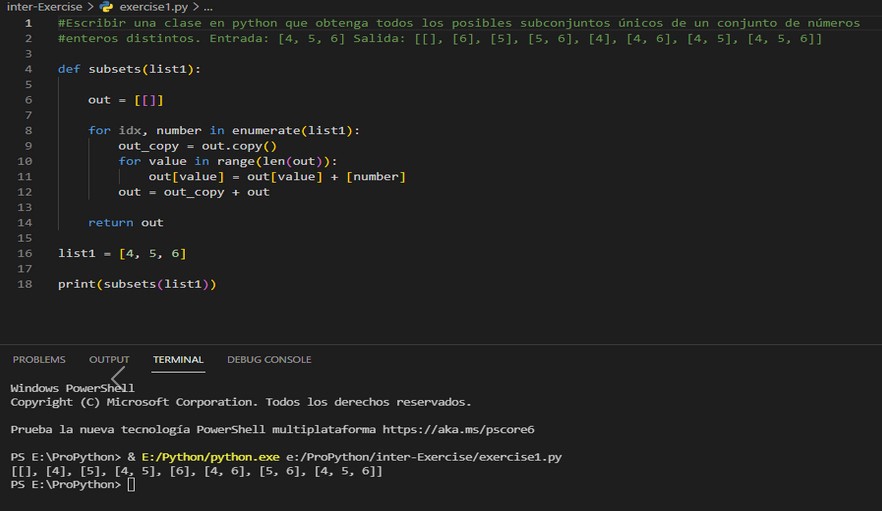 inter-Exercise > exercise1.py > ...
1 #Escribir una clase en python que obtenga todos los posibles subconjuntos únicos de un conjunto de números
2 #enteros distintos. Entrada: [4, 5, 6] Salida: [[], [6], [5], [5, 6], [4], [4, 6], [4, 5], [4, 5, 6]]
3
4 def subsets(list1):
5
6     out = [[]]
7
8     for idx, number in enumerate(list1):
9         out_copy = out.copy()
10         for value in range(len(out)):
11             out[value] = out[value] + [number]
12         out = out_copy + out
13
14     return out
15
16 list1 = [4, 5, 6]
17
18 print(subsets(list1))
PROBLEMS OUTPUT TERMINAL DEBUG CONSOLE
Windows PowerShell
Copyright (C) Microsoft Corporation. Todos los derechos reservados.
Prueba la nueva tecnología PowerShell multiplataforma https://aka.ms/pscore6
PS E:\ProPython> & E:/Python/python.exe e:/ProPython/inter-Exercise/exercise1.py
[[], [4], [5], [4, 5], [6], [4, 6], [5, 6], [4, 5, 6]]
PS E:\ProPython>